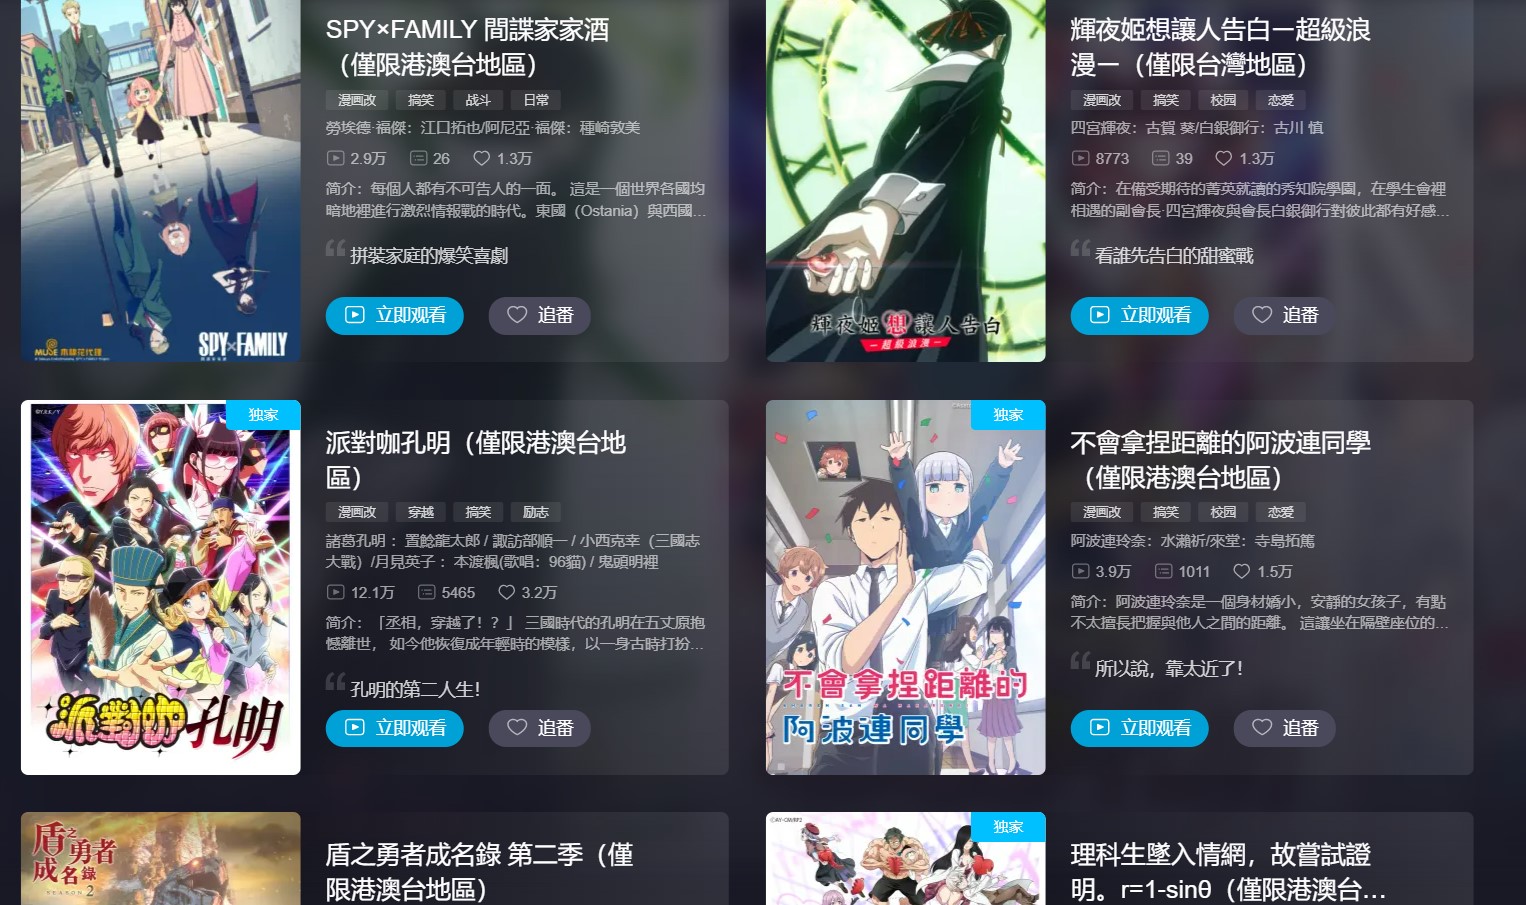 SPY×FAMILY 間諜家家酒
（僅限港澳台地區）
漫画改 搞笑 战斗 日常
勞埃德·福傑：江口拓也/阿尼亞·福傑：種崎敦美
2.9万 26 1.3万
简介：每個人都有不可告人的一面。 這是一個世界各國均
暗地裡進行激烈情報戰的時代。東國（Ostania）與西國...
拼裝家庭的爆笑喜劇
立即观看 追番
SPY×FAMILY
MUSE 木棉花代理
輝夜姬想讓人告白－超級浪
漫－（僅限台灣地區）
漫画改 搞笑 校园 恋爱
四宮輝夜：古賀 葵/白銀御行：古川 慎
8773 39 1.3万
简介：在備受期待的菁英就讀的秀知院學園，在學生會裡
相遇的副會長·四宮輝夜與會長白銀御行對彼此都有好感...
看誰先告白的甜蜜戰
立即观看 追番
輝夜姬想讓人告白
－超級浪漫－
独家
派對咖孔明（僅限港澳台地
區）
漫画改 穿越 搞笑 励志
諸葛孔明 ：置鮎龍太郎 / 諏訪部順一 / 小西克幸（三國志
大戰）/月見英子 ：本渡楓(歌唱：96貓) / 鬼頭明裡
12.1万 5465 3.2万
简介：「丞相，穿越了！？」 三國時代的孔明在五丈原抱
憾離世， 如今他恢復成年輕時的模樣，以一身古時打扮...
孔明的第二人生！
立即观看 追番
派對咖孔明
独家
不會拿捏距離的阿波連同學
（僅限港澳台地區）
漫画改 搞笑 校园 恋爱
阿波連玲奈：水瀨祈/來堂：寺島拓篤
3.9万 1011 1.5万
简介：阿波連玲奈是一個身材嬌小，安靜的女孩子，有點
不太擅長把握與他人之間的距離。 這讓坐在隔壁座位的...
所以說，靠太近了！
立即观看 追番
不會拿捏距離的
阿波連同學
盾之勇者成名錄 第二季（僅
限港澳台地區）
盾之勇者
成名錄
SEASON 2
独家
理科生墜入情網，故嘗試證
明。r=1-sinθ（僅限港澳台...